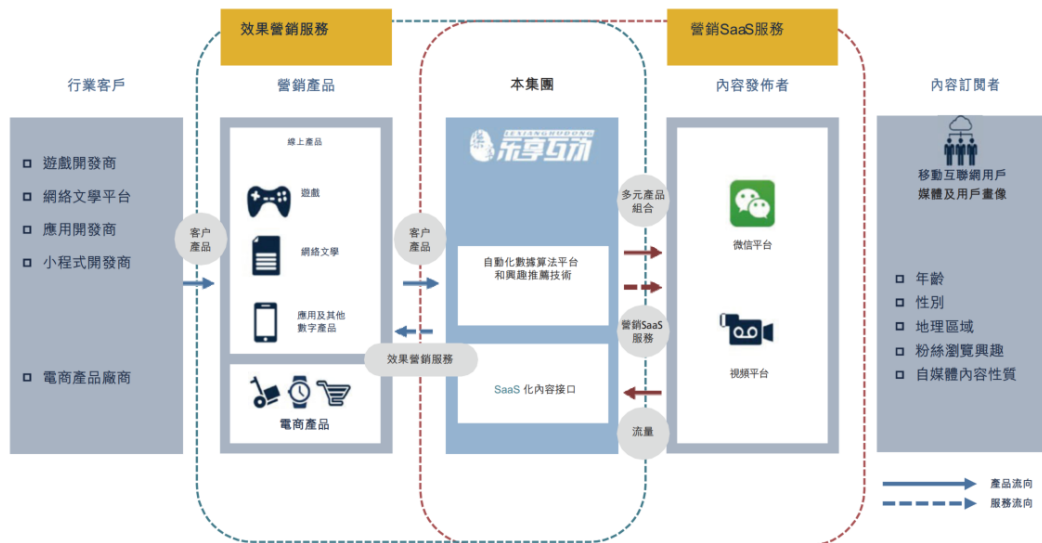 效果營銷服務
營銷SaaS服務
行業客戶
營銷產品
本集團
內容發佈者
內容訂閱者
遊戲開發商
網絡文學平台
應用開發商
小程式開發商
電商產品廠商
客户
產品
線上產品
遊戲
網絡文學
應用及其他
數字產品
電商產品
客户
產品
效果營銷服務
LEXIANGHUDONG
乐享互动
自動化數據算法平台
和興趣推薦技術
SaaS 化內容接口
多元產品
組合
營銷SaaS
服務
流量
微信平台
視頻平台
移動互聯網用戶
媒體及用戶畫像
年齡
性別
地理區域
粉絲瀏覽興趣
自媒體內容性質
產品流向
服務流向